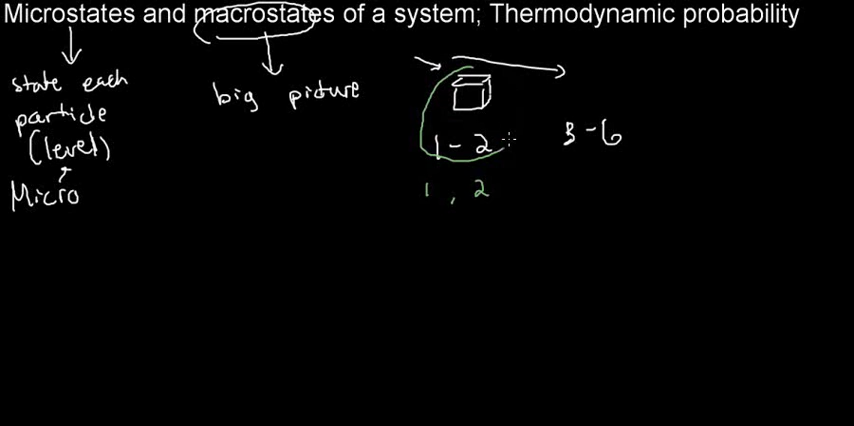 Microstates and macrostates of a system; Thermodynamic probability
state each
particle
(level)
Micro
big picture
1 - 2
3 - 6
1 , 2